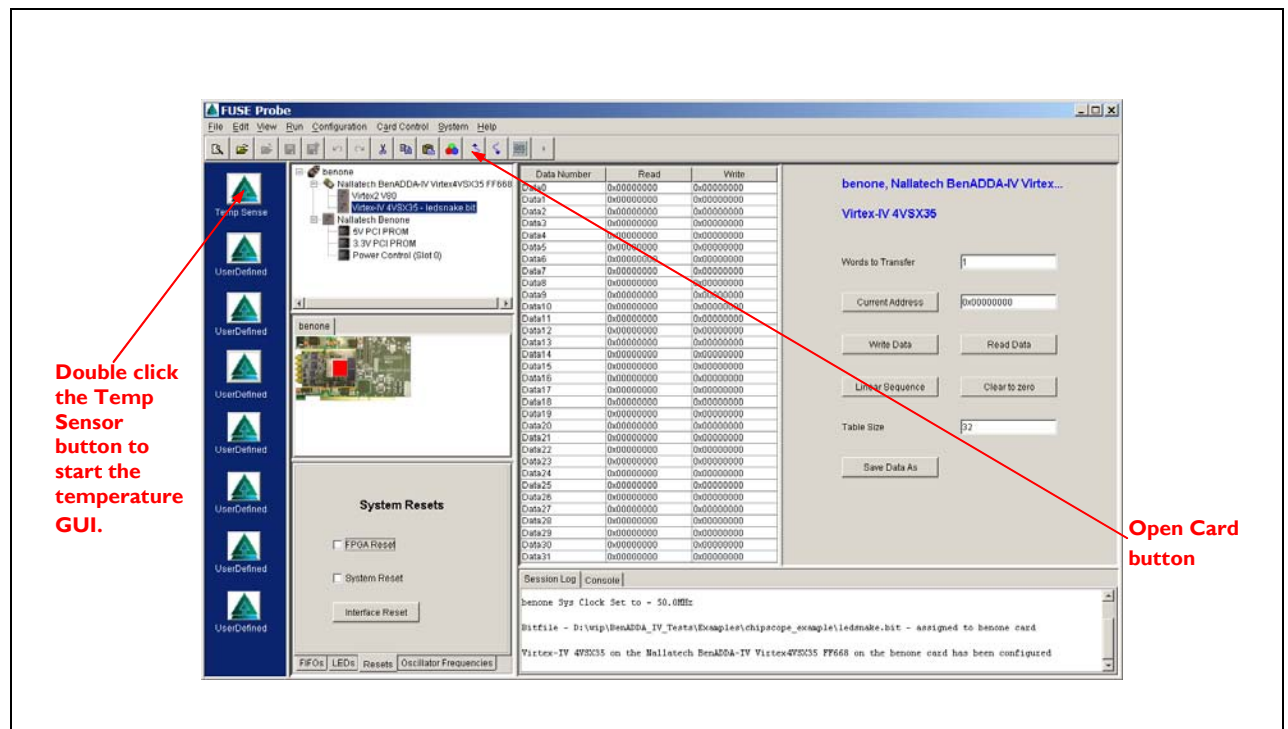 FUSE Probe
File Edit View Run Configuration Card Control System Help
Temp Sense
UserDefined
UserDefined
UserDefined
UserDefined
UserDefined
UserDefined
UserDefined
benone
Nallatech BenADDA-IV Virtex4VSX35 FF668
Virtex2 V80
Virtex-IV 4VSX35 - ledsnake.bit
Nallatech Benone
5V PCI PROM
3.3V PCI PROM
Power Control (Slot 0)
benone
System Resets
FPGA Reset
System Reset
Interface Reset
FIFOs LEDs Resets Oscillator Frequencies
Data Number Read Write
Data0 0x00000000 0x00000000
Data1 0x00000000 0x00000000
Data2 0x00000000 0x00000000
Data3 0x00000000 0x00000000
Data4 0x00000000 0x00000000
Data5 0x00000000 0x00000000
Data6 0x00000000 0x00000000
Data7 0x00000000 0x00000000
Data8 0x00000000 0x00000000
Data9 0x00000000 0x00000000
Data10 0x00000000 0x00000000
Data11 0x00000000 0x00000000
Data12 0x00000000 0x00000000
Data13 0x00000000 0x00000000
Data14 0x00000000 0x00000000
Data15 0x00000000 0x00000000
Data16 0x00000000 0x00000000
Data17 0x00000000 0x00000000
Data18 0x00000000 0x00000000
Data19 0x00000000 0x00000000
Data20 0x00000000 0x00000000
Data21 0x00000000 0x00000000
Data22 0x00000000 0x00000000
Data23 0x00000000 0x00000000
Data24 0x00000000 0x00000000
Data25 0x00000000 0x00000000
Data26 0x00000000 0x00000000
Data27 0x00000000 0x00000000
Data28 0x00000000 0x00000000
Data29 0x00000000 0x00000000
Data30 0x00000000 0x00000000
Data31 0x00000000 0x00000000
benone, Nallatech BenADDA-IV Virtex...
Virtex-IV 4VSX35
Words to Transfer 1
Current Address 0x00000000
Write Data Read Data
Linear Sequence Clear to zero
Table Size 32
Save Data As
Session Log Console
benone Sys Clock Set to - 50.0MHz
Bitfile - D:\wip\BenADDA_IV_Tests\Examples\chipscope_example\ledsnake.bit - assigned to benone card
Virtex-IV 4VSX35 on the Nallatech BenADDA-IV Virtex4VSX35 FF668 on the benone card has been configured
Double click
the Temp
Sensor
button to
start the
temperature
GUI.
Open Card
button